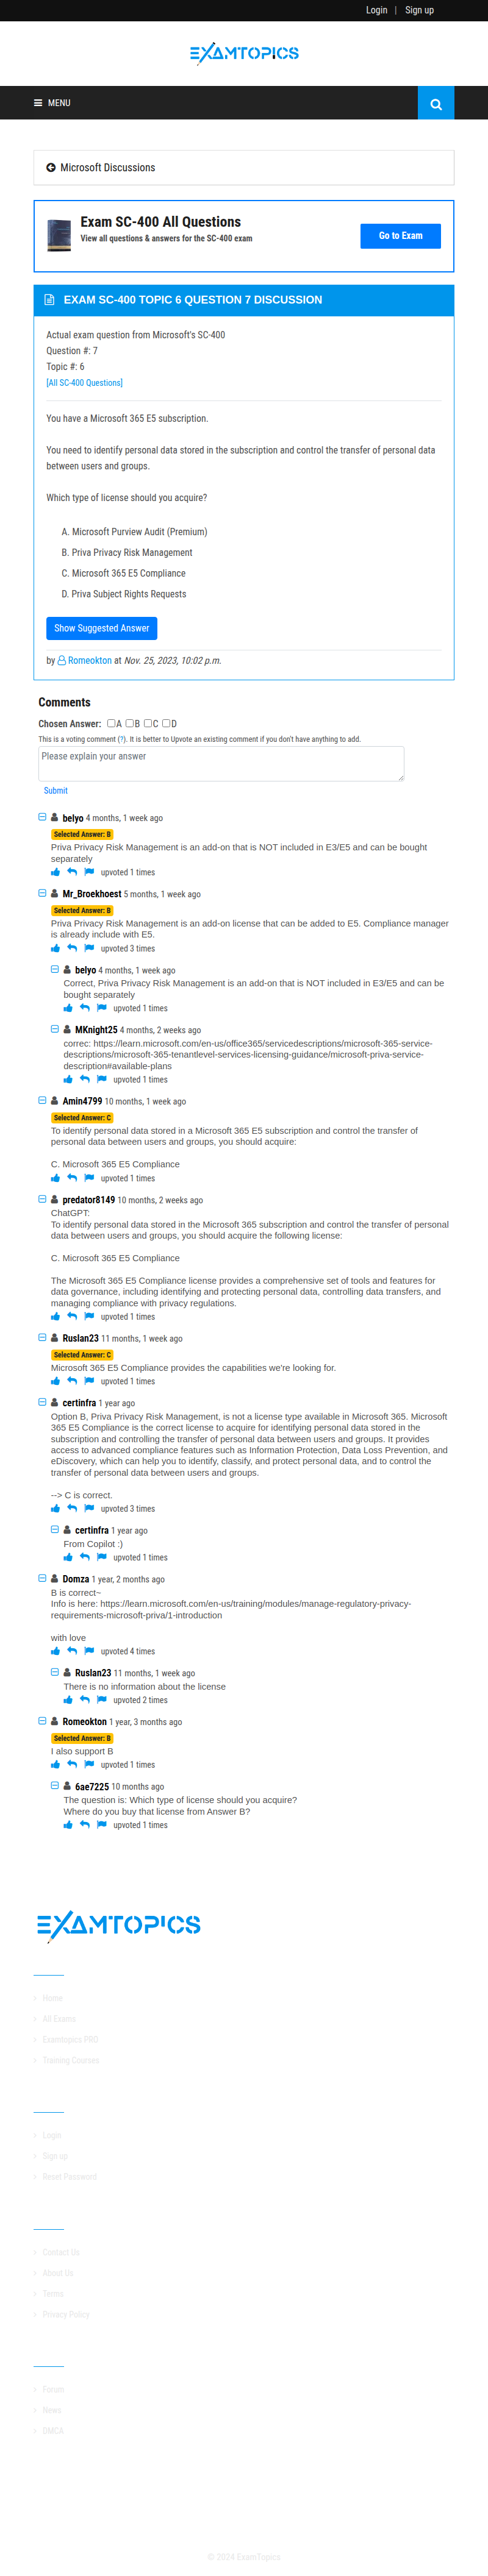 Login | Sign up
EXAMTOPICS
MENU
Microsoft Discussions
Exam SC-400 All Questions
View all questions & answers for the SC-400 exam
Go to Exam
EXAM SC-400 TOPIC 6 QUESTION 7 DISCUSSION
Actual exam question from Microsoft's SC-400
Question #: 7
Topic #: 6
[All SC-400 Questions]
You have a Microsoft 365 E5 subscription.
You need to identify personal data stored in the subscription and control the transfer of personal data
between users and groups.
Which type of license should you acquire?
A. Microsoft Purview Audit (Premium)
B. Priva Privacy Risk Management
C. Microsoft 365 E5 Compliance
D. Priva Subject Rights Requests
Show Suggested Answer
by Romeokton at Nov. 25, 2023, 10:02 p.m.
Comments
Chosen Answer: A B C D
This is a voting comment (?). It is better to Upvote an existing comment if you don't have anything to add.
Please explain your answer
Submit
belyo 4 months, 1 week ago
Selected Answer: B
Priva Privacy Risk Management is an add-on that is NOT included in E3/E5 and can be bought
separately
upvoted 1 times
Mr_Broekhoest 5 months, 1 week ago
Selected Answer: B
Priva Privacy Risk Management is an add-on license that can be added to E5. Compliance manager
is already include with E5.
upvoted 3 times
belyo 4 months, 1 week ago
Correct, Priva Privacy Risk Management is an add-on that is NOT included in E3/E5 and can be
bought separately
upvoted 1 times
MKnight25 4 months, 2 weeks ago
correc: https://learn.microsoft.com/en-us/office365/servicedescriptions/microsoft-365-service-
descriptions/microsoft-365-tenantlevel-services-licensing-guidance/microsoft-priva-service-
description#available-plans
upvoted 1 times
Amin4799 10 months, 1 week ago
Selected Answer: C
To identify personal data stored in a Microsoft 365 E5 subscription and control the transfer of
personal data between users and groups, you should acquire:
C. Microsoft 365 E5 Compliance
upvoted 1 times
predator8149 10 months, 2 weeks ago
ChatGPT:
To identify personal data stored in the Microsoft 365 subscription and control the transfer of personal
data between users and groups, you should acquire the following license:
C. Microsoft 365 E5 Compliance
The Microsoft 365 E5 Compliance license provides a comprehensive set of tools and features for
data governance, including identifying and protecting personal data, controlling data transfers, and
managing compliance with privacy regulations.
upvoted 1 times
Ruslan23 11 months, 1 week ago
Selected Answer: C
Microsoft 365 E5 Compliance provides the capabilities we're looking for.
upvoted 1 times
certinfra 1 year ago
Option B, Priva Privacy Risk Management, is not a license type available in Microsoft 365. Microsoft
365 E5 Compliance is the correct license to acquire for identifying personal data stored in the
subscription and controlling the transfer of personal data between users and groups. It provides
access to advanced compliance features such as Information Protection, Data Loss Prevention, and
eDiscovery, which can help you to identify, classify, and protect personal data, and to control the
transfer of personal data between users and groups.
--> C is correct.
upvoted 3 times
certinfra 1 year ago
From Copilot :)
upvoted 1 times
Domza 1 year, 2 months ago
B is correct~
Info is here: https://learn.microsoft.com/en-us/training/modules/manage-regulatory-privacy-
requirements-microsoft-priva/1-introduction
with love
upvoted 4 times
Ruslan23 11 months, 1 week ago
There is no information about the license
upvoted 2 times
Romeokton 1 year, 3 months ago
Selected Answer: B
I also support B
upvoted 1 times
6ae7225 10 months ago
The question is: Which type of license should you acquire?
Where do you buy that license from Answer B?
upvoted 1 times
EXAMTOPICS
Home
All Exams
Examtopics PRO
Training Courses
Login
Sign up
Reset Password
Contact Us
About Us
Terms
Privacy Policy
Forum
News
DMCA
© 2024 ExamTopics